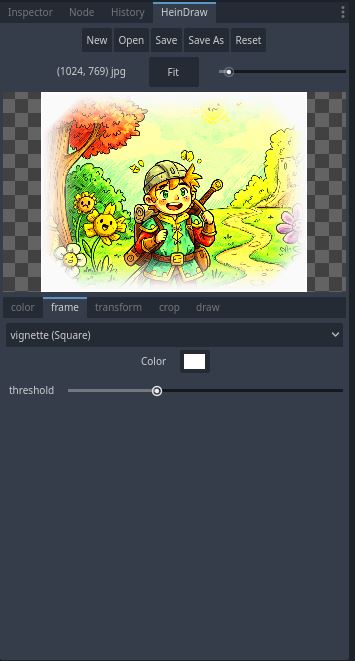 Inspector Node History HeinDraw
New Open Save Save As Reset
(1024, 769) jpg Fit
color frame transform crop draw
vignette (Square)
Color
threshold